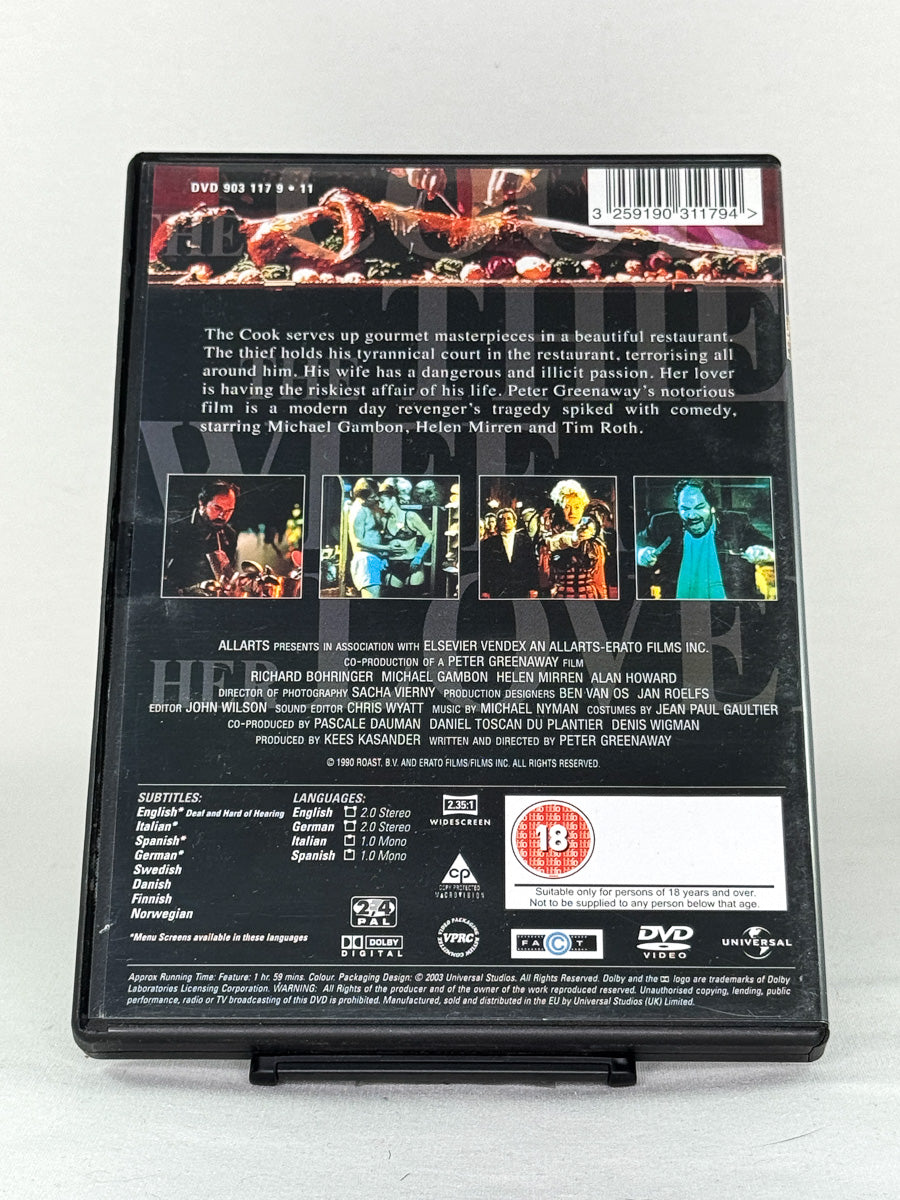 DVD 903 117 9 • 11
3 259190 311794 >
THE COOK
THE
THE
WIFE
HER LOVE
The Cook serves up gourmet masterpieces in a beautiful restaurant.
The thief holds his tyrannical court in the restaurant, terrorising all
around him. His wife has a dangerous and illicit passion. Her lover
is having the riskiest affair of his life. Peter Greenaway's notorious
film is a modern day revenger's tragedy spiked with comedy,
starring Michael Gambon, Helen Mirren and Tim Roth.
ALLARTS PRESENTS IN ASSOCIATION WITH ELSEVIER VENDEX AN ALLARTS-ERATO FILMS INC.
CO-PRODUCTION OF A PETER GREENAWAY FILM
RICHARD BOHRINGER MICHAEL GAMBON HELEN MIRREN ALAN HOWARD
DIRECTOR OF PHOTOGRAPHY SACHA VIERNY PRODUCTION DESIGNERS BEN VAN OS JAN ROELFS
EDITOR JOHN WILSON SOUND EDITOR CHRIS WYATT MUSIC BY MICHAEL NYMAN COSTUMES BY JEAN PAUL GAULTIER
CO-PRODUCED BY PASCALE DAUMAN DANIEL TOSCAN DU PLANTIER DENIS WIGMAN
PRODUCED BY KEES KASANDER WRITTEN AND DIRECTED BY PETER GREENAWAY
© 1990 ROAST, B.V. AND ERATO FILMS/FILMS INC. ALL RIGHTS RESERVED.
SUBTITLES:
English* Deaf and Hard of Hearing
Italian*
Spanish*
German*
Swedish
Danish
Finnish
Norwegian
*Menu Screens available in these languages
LANGUAGES:
English 2.0 Stereo
German 2.0 Stereo
Italian 1.0 Mono
Spanish 1.0 Mono
2,4
PAL
DOLBY
DIGITAL
2.35:1
WIDESCREEN
CP
COPY PROTECTED
MACROVISION
VIDEO PACKAGING
VPRC
REVIEW COMMITTEE
18
Suitable only for persons of 18 years and over.
Not to be supplied to any person below that age.
FACT
DVD
VIDEO
UNIVERSAL
Approx Running Time: Feature: 1 hr. 59 mins. Colour. Packaging Design: © 2003 Universal Studios. All Rights Reserved. Dolby and the DD logo are trademarks of Dolby
Laboratories Licensing Corporation. WARNING: All Rights of the producer and of the owner of the work reproduced reserved. Unauthorised copying, lending, public
performance, radio or TV broadcasting of this DVD is prohibited. Manufactured, sold and distributed in the EU by Universal Studios (UK) Limited.